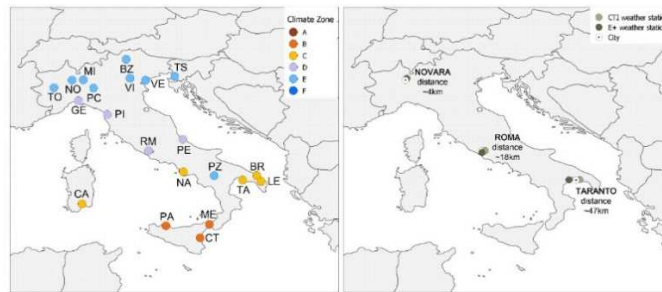 Climate Zone
A
B
C
D
E
F
BZ
TS
MI
NO
VI
VE
TO
PC
GE
PI
RM
PE
PZ
BR
NA
TA
LE
CA
PA
ME
CT
CT2 weather station
E+ weather station
City
NOVARA
distance
~4km
ROMA
distance
~18km
TARANTO
distance
~47km